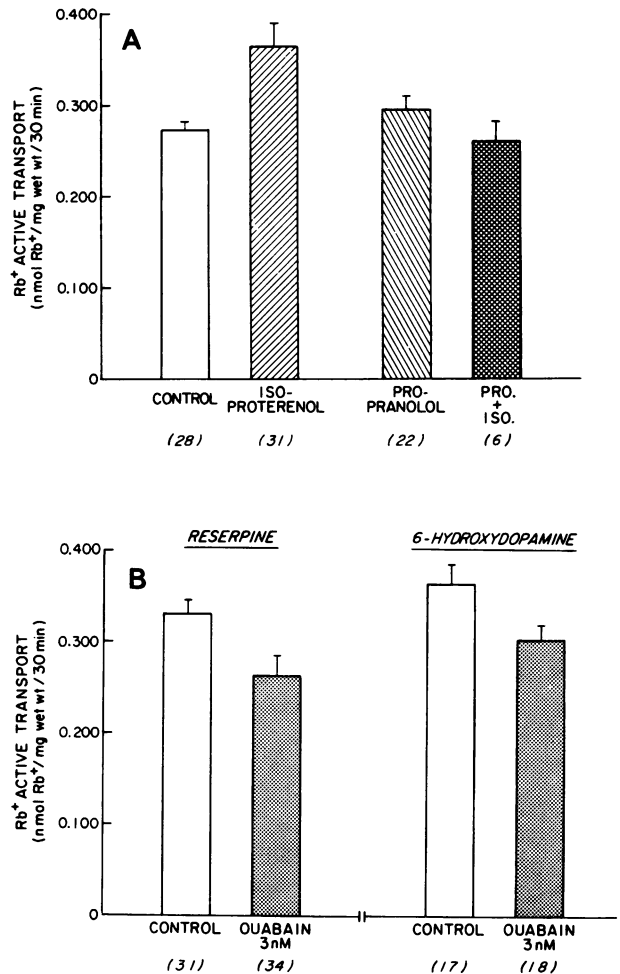 A
Rb+ ACTIVE TRANSPORT
(nmol Rb+/mg wet wt/30 min)
0.400
0.300
0.200
0.100
0
CONTROL
ISO-
PROTERENOL
PRO-
PRANOLOL
PRO.
+
ISO.
(28)
(31)
(22)
(6)
RESERPINE
6-HYDROXYDOPAMINE
B
Rb+ ACTIVE TRANSPORT
(nmol Rb+/mg wet wt/30 min)
0.400
0.300
0.200
0.100
0
CONTROL
OUABAIN
3nM
CONTROL
OUABAIN
3nM
(31)
(34)
(17)
(18)